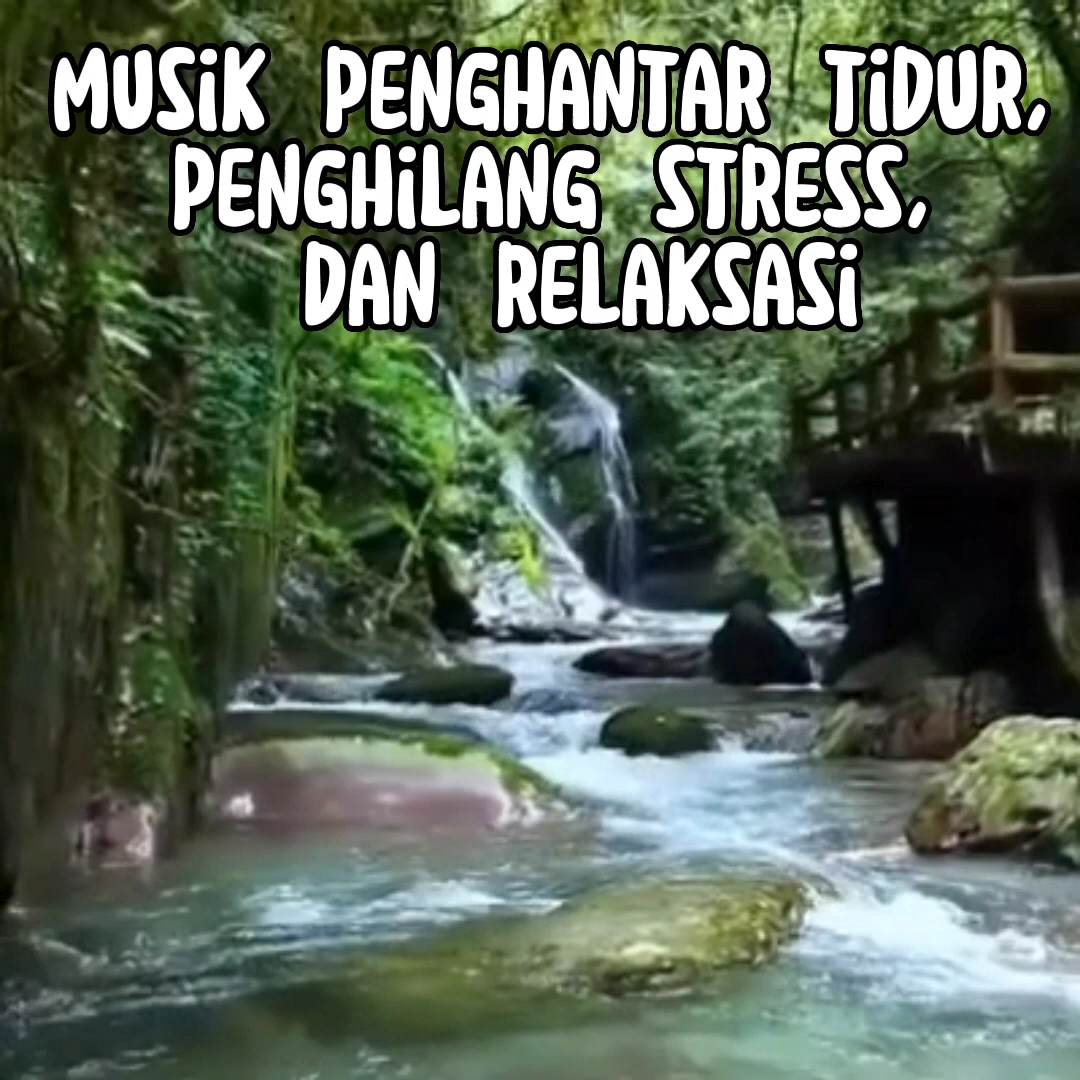 MUSIK PENGHANTAR TIDUR,
PENGHILANG STRESS,
DAN RELAKSASI